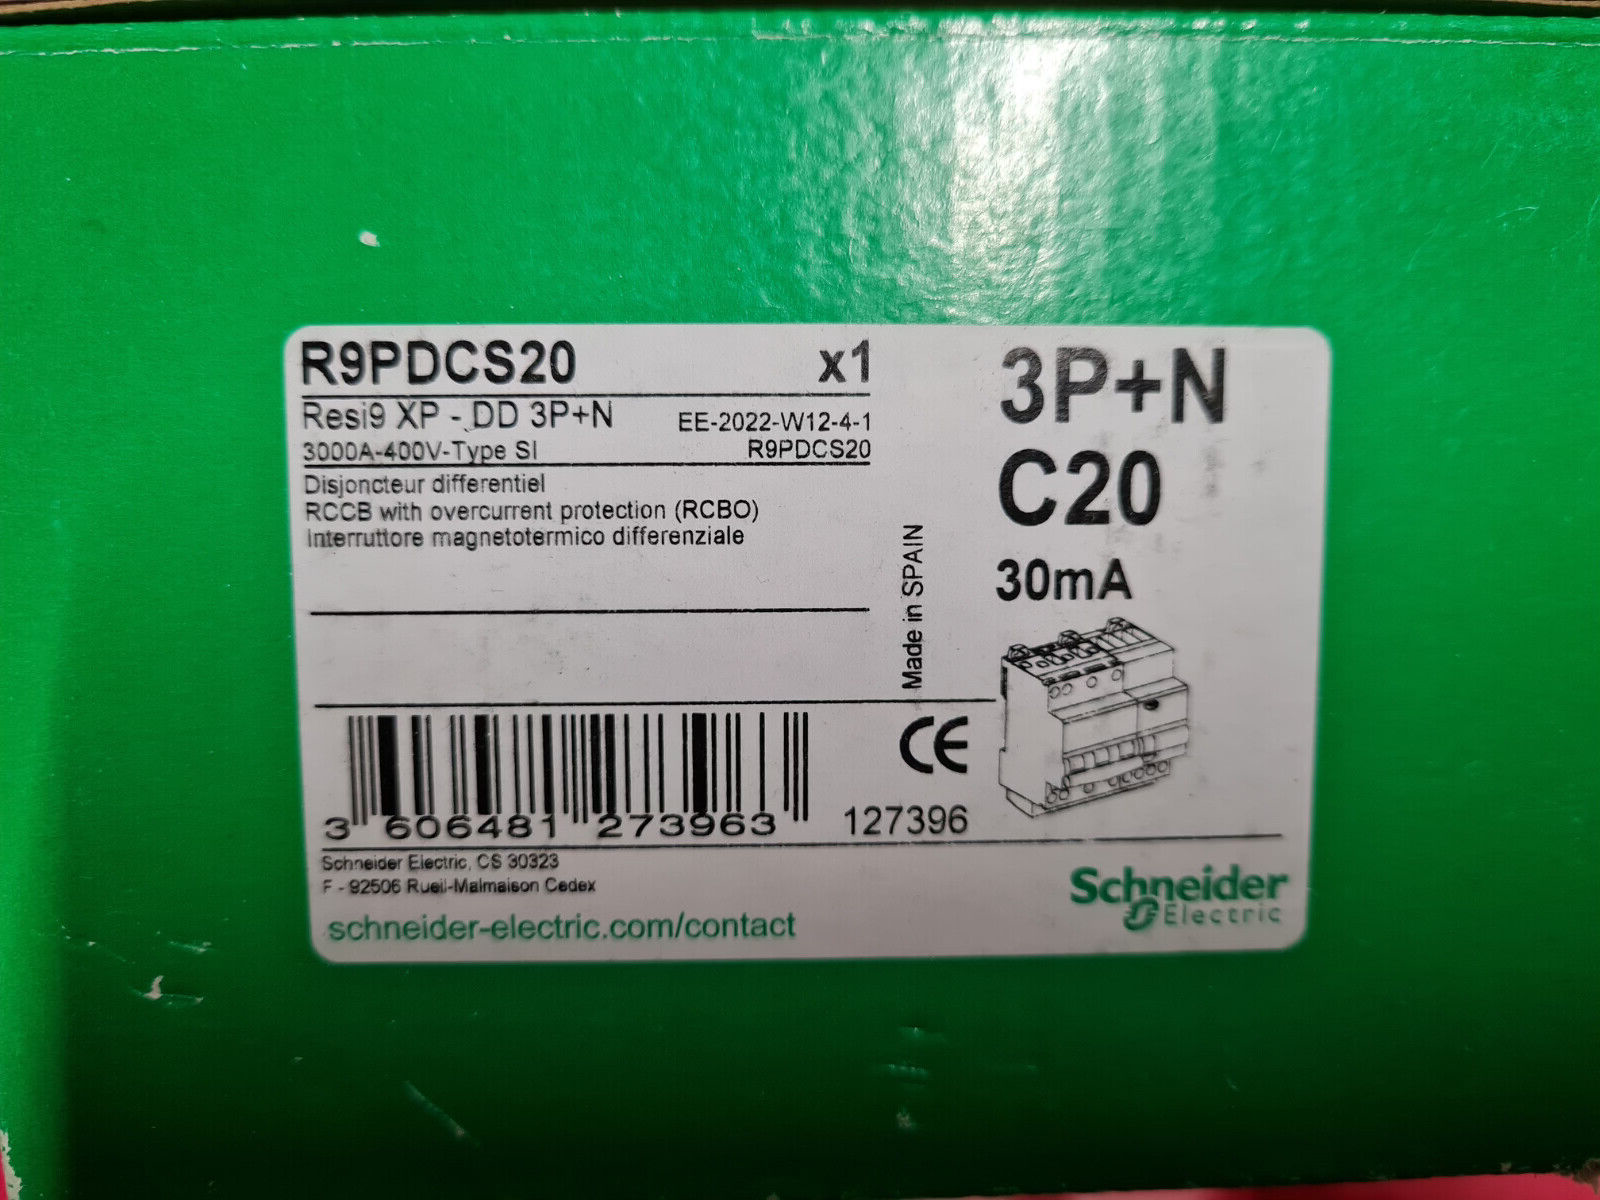 R9PDCS20 x1
Resi9 XP - DD 3P+N EE-2022-W12-4-1
3000A-400V-Type SI R9PDCS20
Disjoncteur differentiel
RCCB with overcurrent protection (RCBO)
Interruttore magnetotermico differenziale
Made in SPAIN
3P+N
C20
30mA
CE
3 606481 273963
127396
Schneider Electric, CS 30323
F - 92506 Rueil-Malmaison Cedex
schneider-electric.com/contact
Schneider
Electric